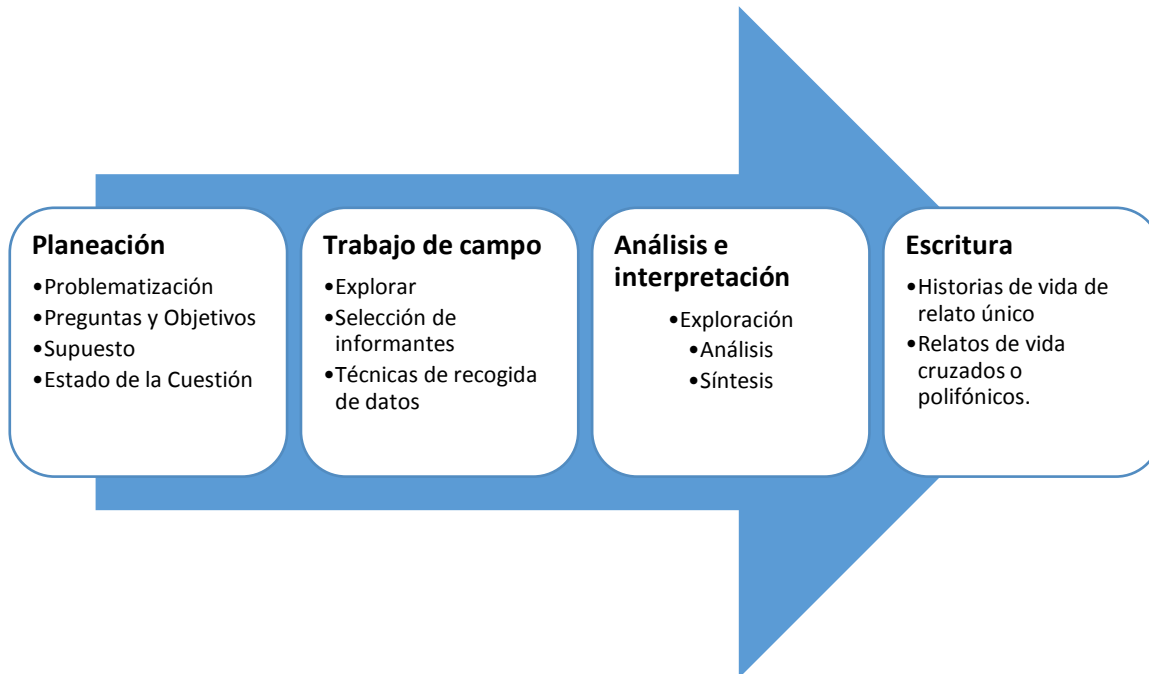 Planeación
•Problematización
•Preguntas y Objetivos
•Supuesto
•Estado de la Cuestión
Trabajo de campo
•Explorar
•Selección de
informantes
•Técnicas de recogida
de datos
Análisis e
interpretación
•Exploración
•Análisis
•Síntesis
Escritura
•Historias de vida de
relato único
•Relatos de vida
cruzados o
polifónicos.